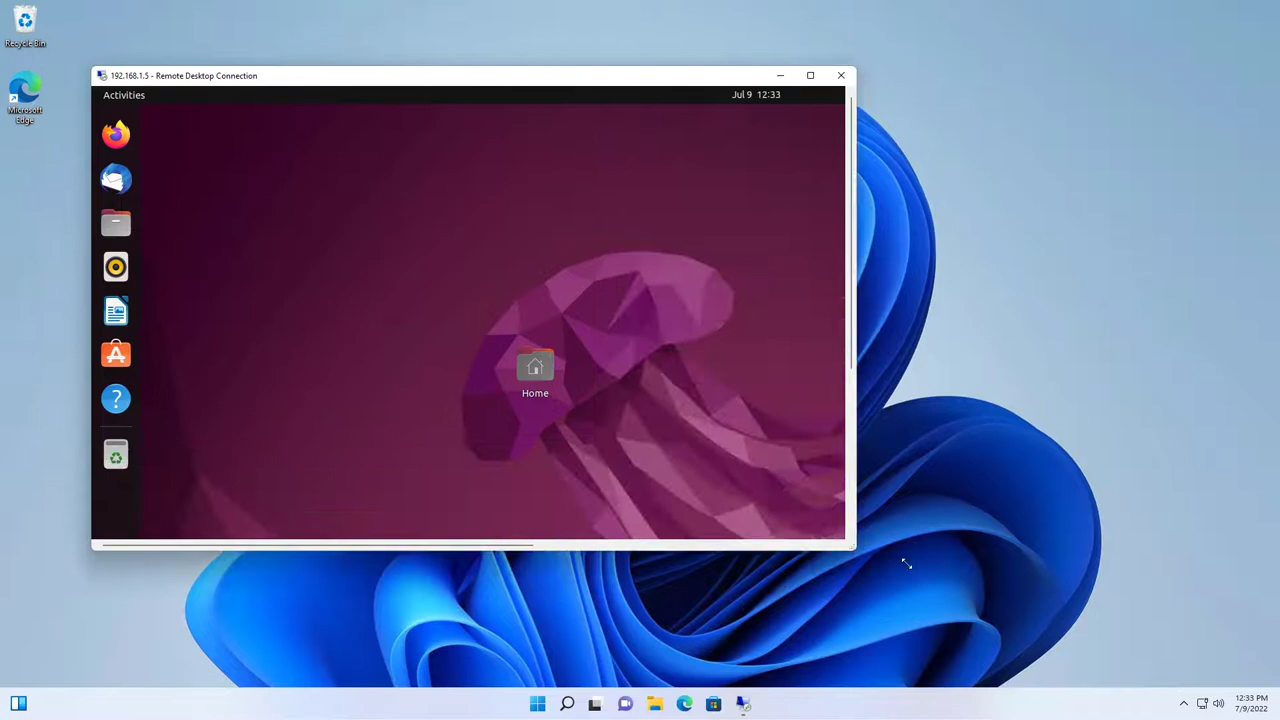 Recycle Bin
Microsoft
Edge
192.168.1.5 - Remote Desktop Connection
Activities
Jul 9 12:33
Home
12:33 PM
7/9/2022